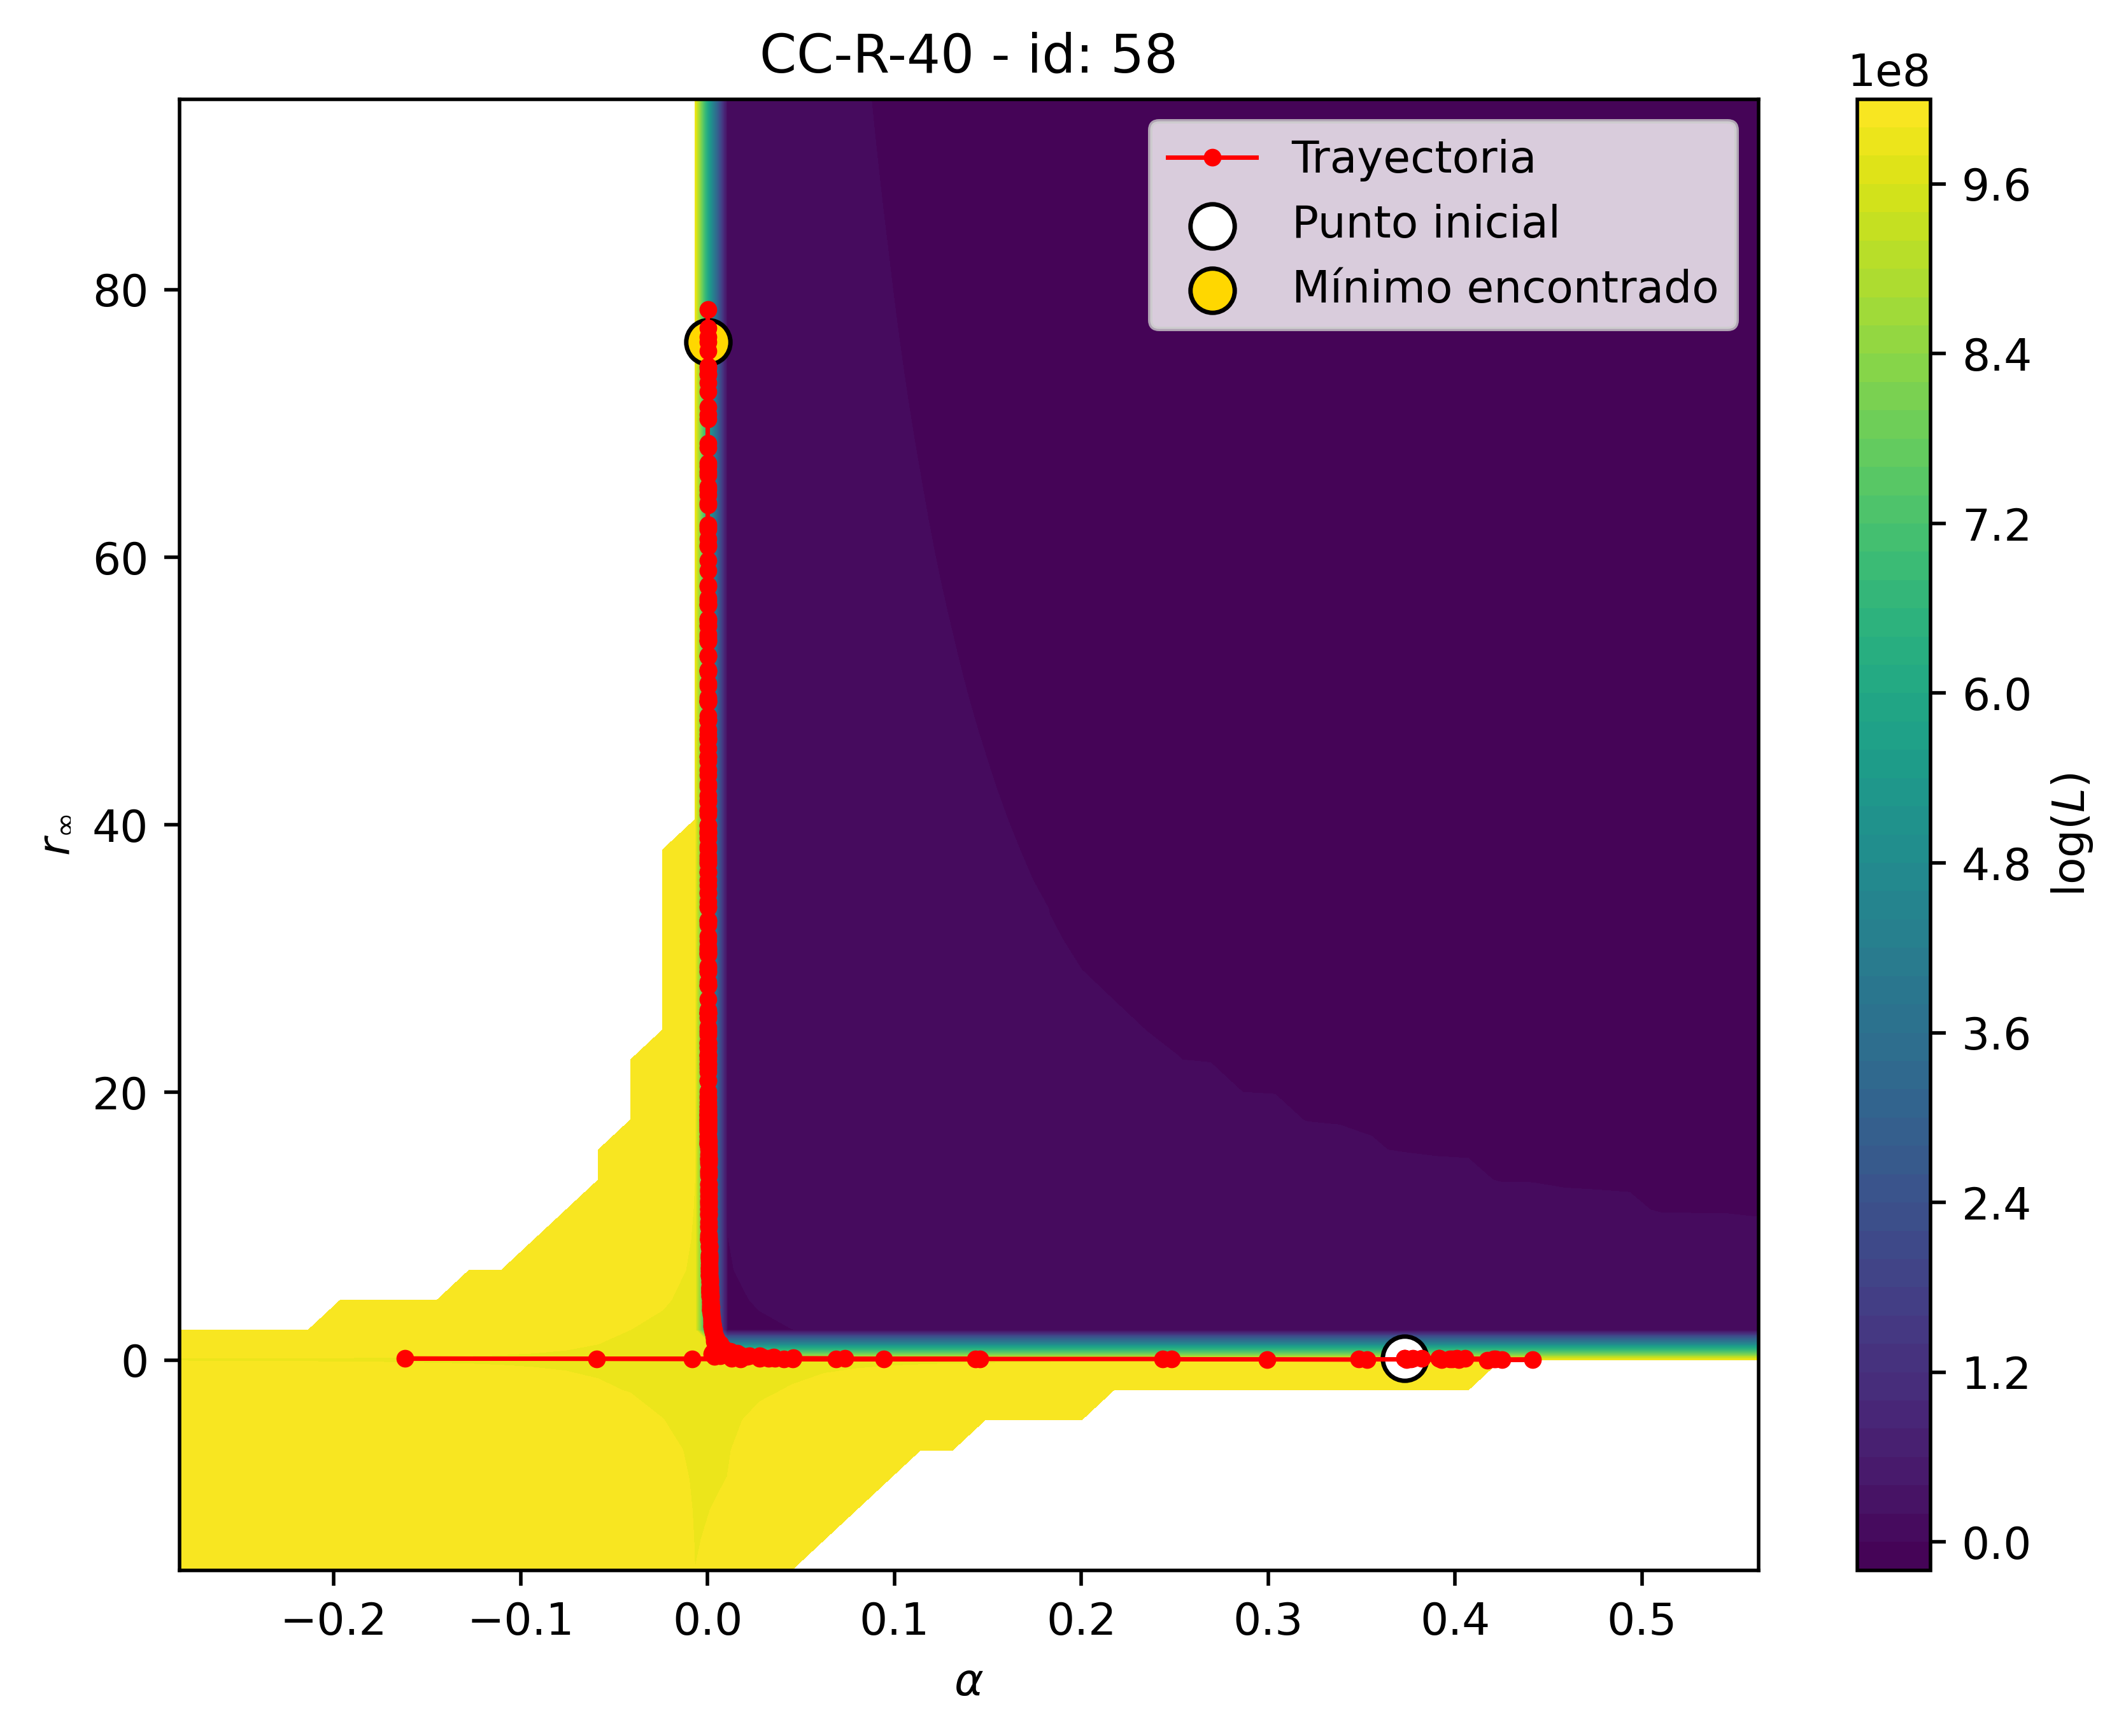 CC-R-40 - id: 58
1e8
Trayectoria
Punto inicial
Mínimo encontrado
80
60
40
20
0
r∞
−0.2 −0.1 0.0 0.1 0.2 0.3 0.4 0.5
α
9.6
8.4
7.2
6.0
4.8
3.6
2.4
1.2
0.0
log(L)